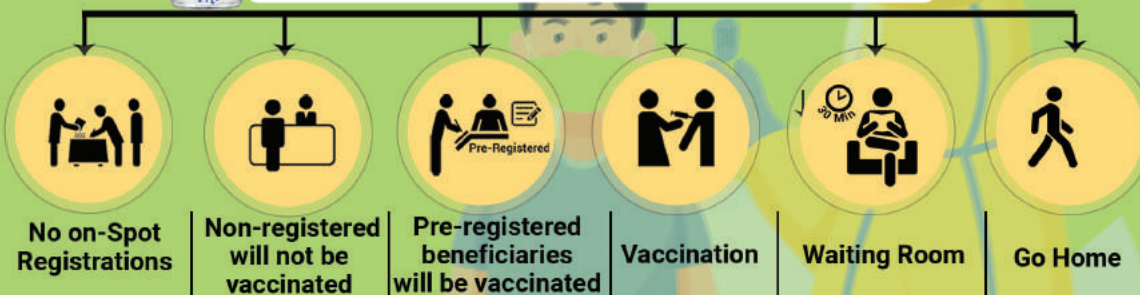 Pre-Registered
30 Min
No on-Spot
Registrations
Non-registered
will not be
vaccinated
Pre-registered
beneficiaries
will be vaccinated
Vaccination
Waiting Room
Go Home